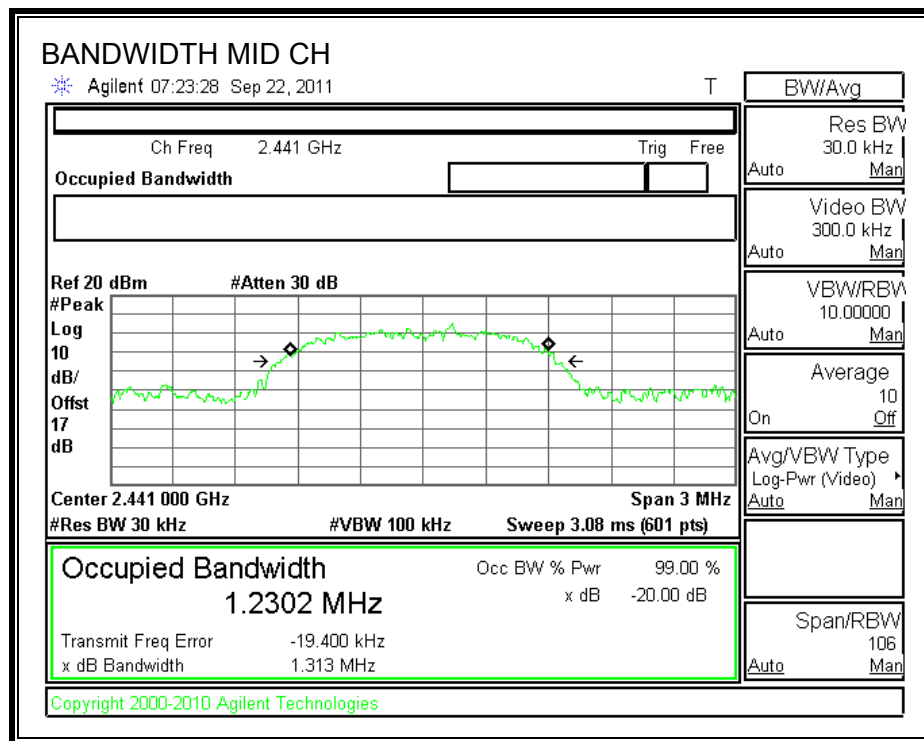 BANDWIDTH MID CH
Agilent 07:23:28 Sep 22, 2011 T
Ch Freq 2.441 GHz Trig Free
Occupied Bandwidth
Ref 20 dBm #Atten 30 dB
#Peak
Log
10
dB/
Offst
17
dB
Center 2.441 000 GHz Span 3 MHz
#Res BW 30 kHz #VBW 100 kHz Sweep 3.08 ms (601 pts)
Occupied Bandwidth Occ BW % Pwr 99.00 %
1.2302 MHz x dB -20.00 dB
Transmit Freq Error -19.400 kHz
x dB Bandwidth 1.313 MHz
Copyright 2000-2010 Agilent Technologies
BW/Avg
Res BW
30.0 kHz
Auto Man
Video BW
300.0 kHz
Auto Man
VBW/RBW
10.00000
Auto Man
Average
10
On Off
Avg/VBW Type
Log-Pwr (Video)
Auto Man
Span/RBW
106
Auto Man